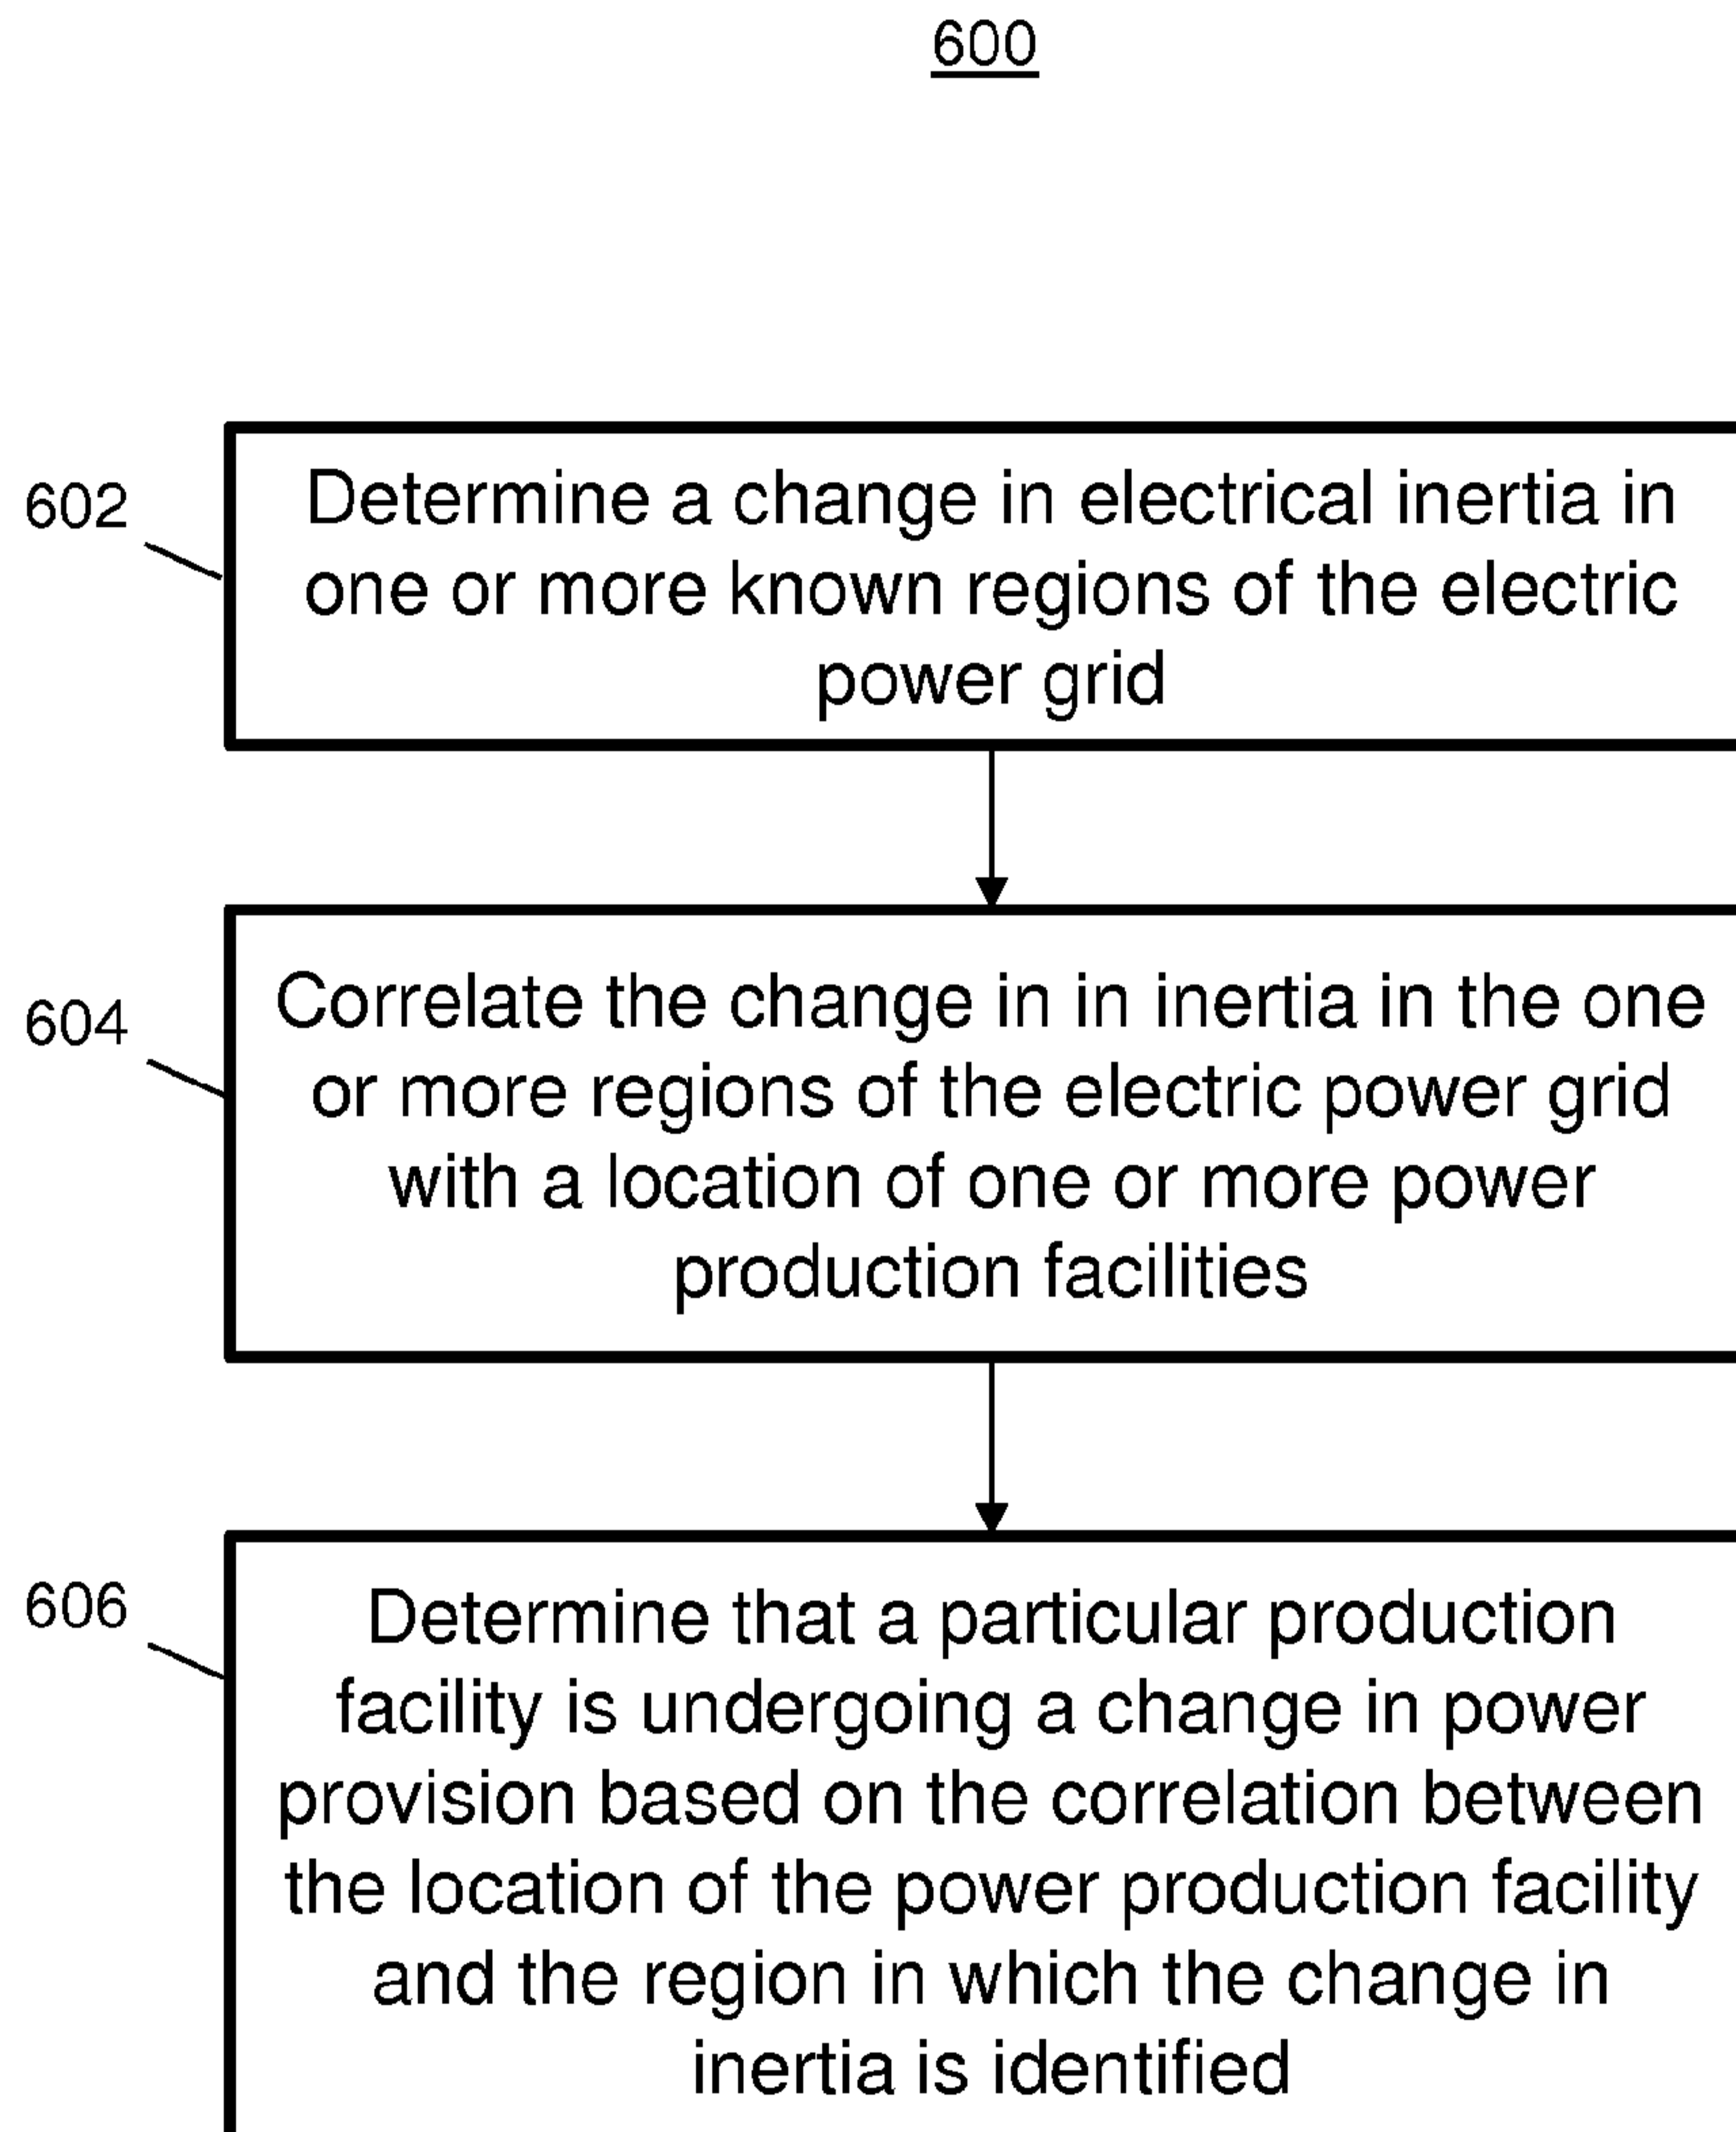 600
602
Determine a change in electrical inertia in
one or more known regions of the electric
power grid
604
Correlate the change in in inertia in the one
or more regions of the electric power grid
with a location of one or more power
production facilities
606
Determine that a particular production
facility is undergoing a change in power
provision based on the correlation between
the location of the power production facility
and the region in which the change in
inertia is identified